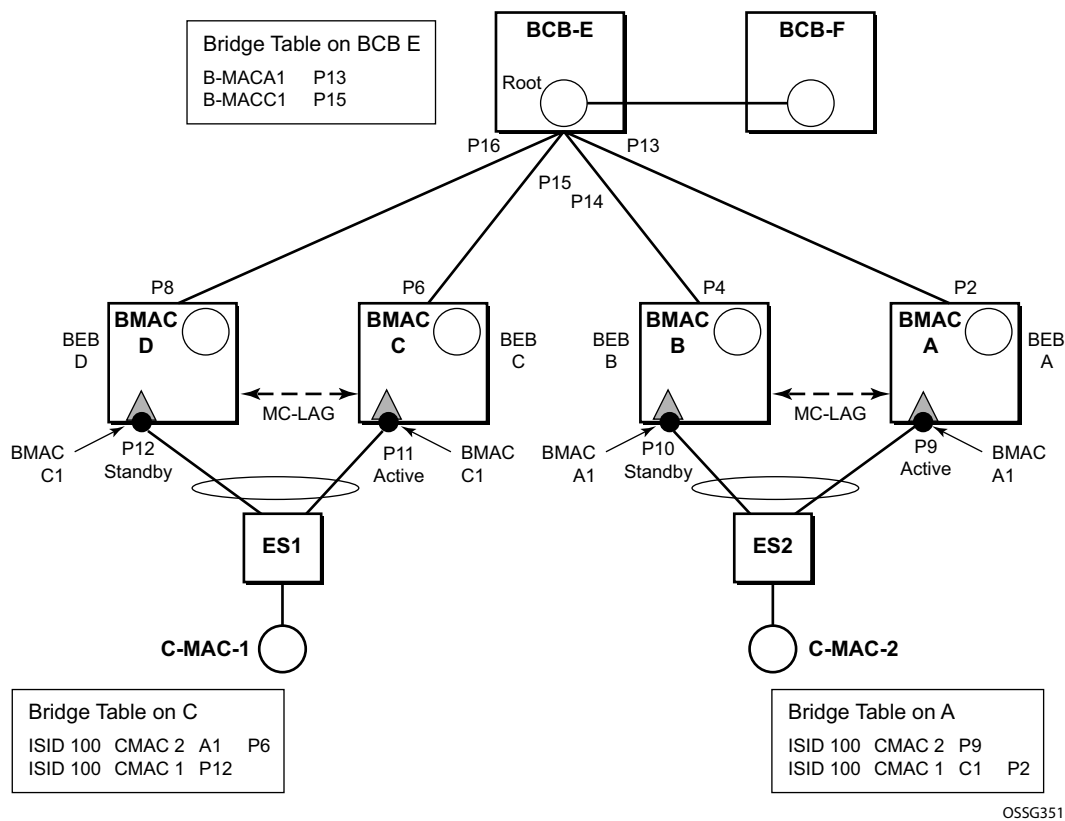 BCB-E
BCB-F
Bridge Table on BCB E
B-MACA1 P13
B-MACC1 P15
Root
P16
P13
P15
P14
P8
P6
P4
P2
BEB D
BMAC D
BMAC C
BEB C
BEB B
BMAC B
BMAC A
BEB A
MC-LAG
MC-LAG
BMAC C1
P12 Standby
P11 Active
BMAC C1
BMAC A1
P10 Standby
P9 Active
BMAC A1
ES1
ES2
C-MAC-1
C-MAC-2
Bridge Table on C
ISID 100 CMAC 2 A1 P6
ISID 100 CMAC 1 P12
Bridge Table on A
ISID 100 CMAC 2 P9
ISID 100 CMAC 1 C1 P2
OSSG351